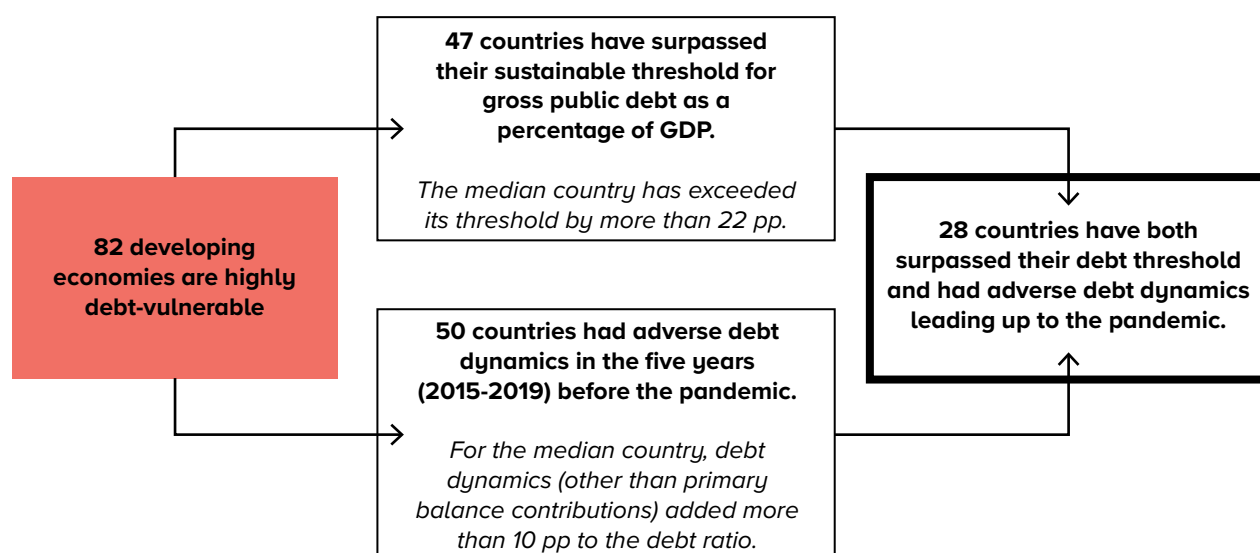 47 countries have surpassed
their sustainable threshold for
gross public debt as a
percentage of GDP.
The median country has exceeded
its threshold by more than 22 pp.
82 developing
economies are highly
debt-vulnerable
28 countries have both
surpassed their debt threshold
and had adverse debt dynamics
leading up to the pandemic.
50 countries had adverse debt
dynamics in the five years
(2015-2019) before the pandemic.
For the median country, debt
dynamics (other than primary
balance contributions) added more
than 10 pp to the debt ratio.